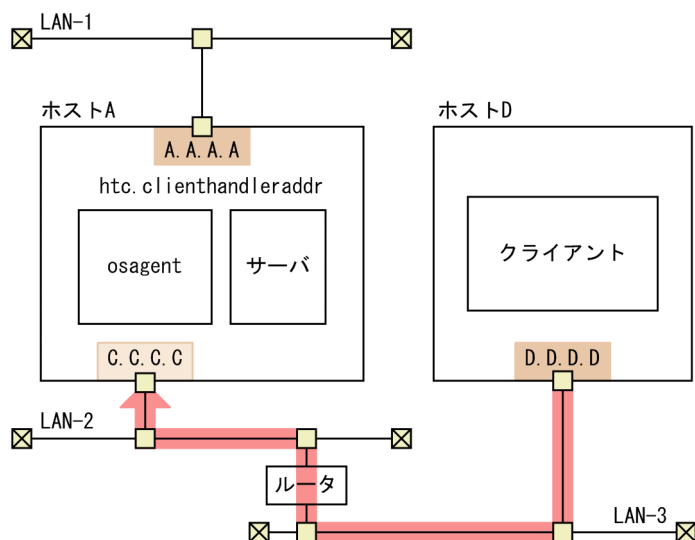 LAN-1
ホストA
ホストD
A.A.A.A
htc.clienthandleraddr
osagent
サーバ
クライアント
C.C.C.C
D.D.D.D
LAN-2
ルータ
LAN-3